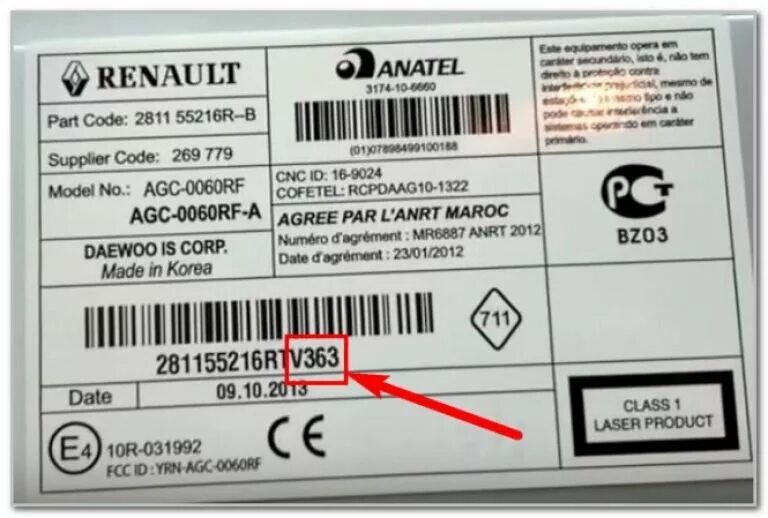 RENAULT
Part Code: 2811 55216R–B
Supplier Code: 269 779
Model No.: AGC-0060RF
AGC-0060RF-A
DAEWOO IS CORP.
Made in Korea
ANATEL
3174-10-6660
(01)07898499100188
CNC ID: 16-9024
COFETEL: RCPDAAG10-1322
AGREE PAR L'ANRT MAROC
Numéro d'agrément : MR6887 ANRT 2012
Date d'agrément : 23/01/2012
Este equipamento opera em
caráter secundário, isto é, não tem
direito à proteção contra
interferência prejudicial, mesmo de
estações do mesmo tipo e não
pode causar interferência a
sistemas operando em caráter
primário.
РСТ
BZ03
281155216RTV363
711
Date
09.10.2013
E4
10R-031992
FCC ID : YRN-AGC-0060RF
CE
CLASS 1
LASER PRODUCT